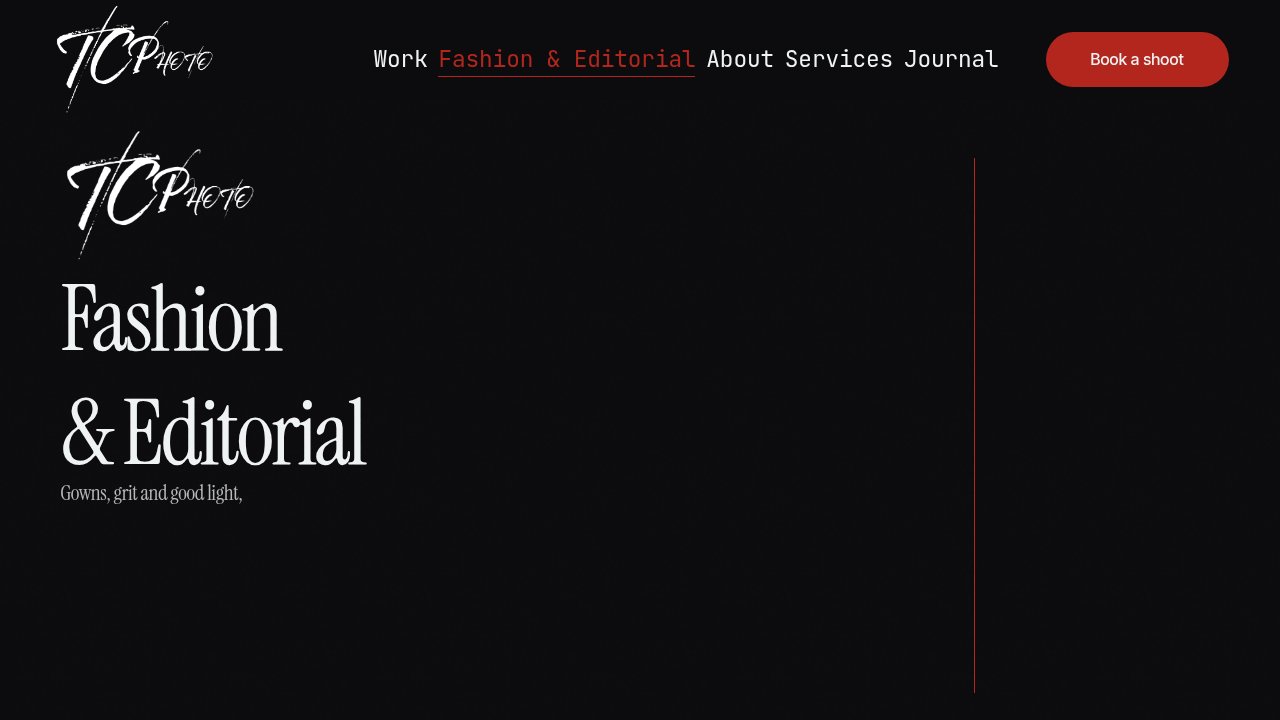 TCPHOTO
Work Fashion & Editorial About Services Journal
Book a shoot
TCPHOTO
Fashion
& Editorial
Gowns, grit and good light,